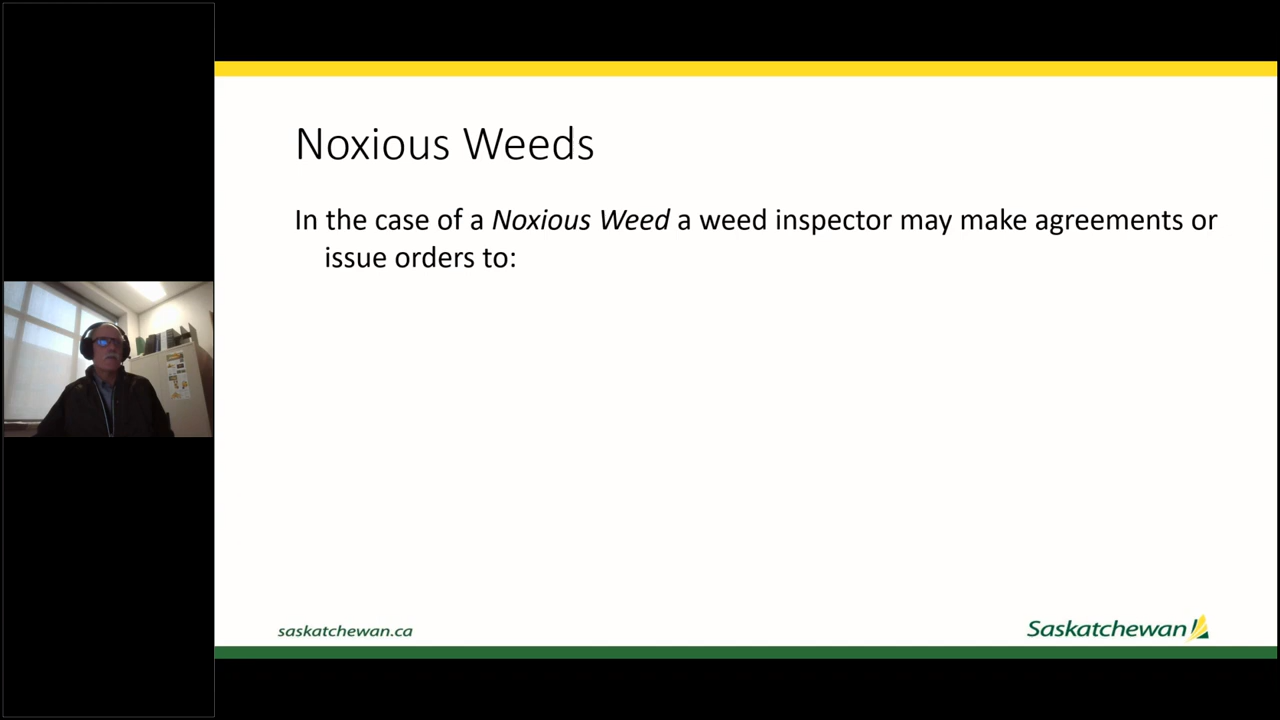 Noxious Weeds
In the case of a Noxious Weed a weed inspector may make agreements or
issue orders to:
saskatchewan.ca
Saskatchewan